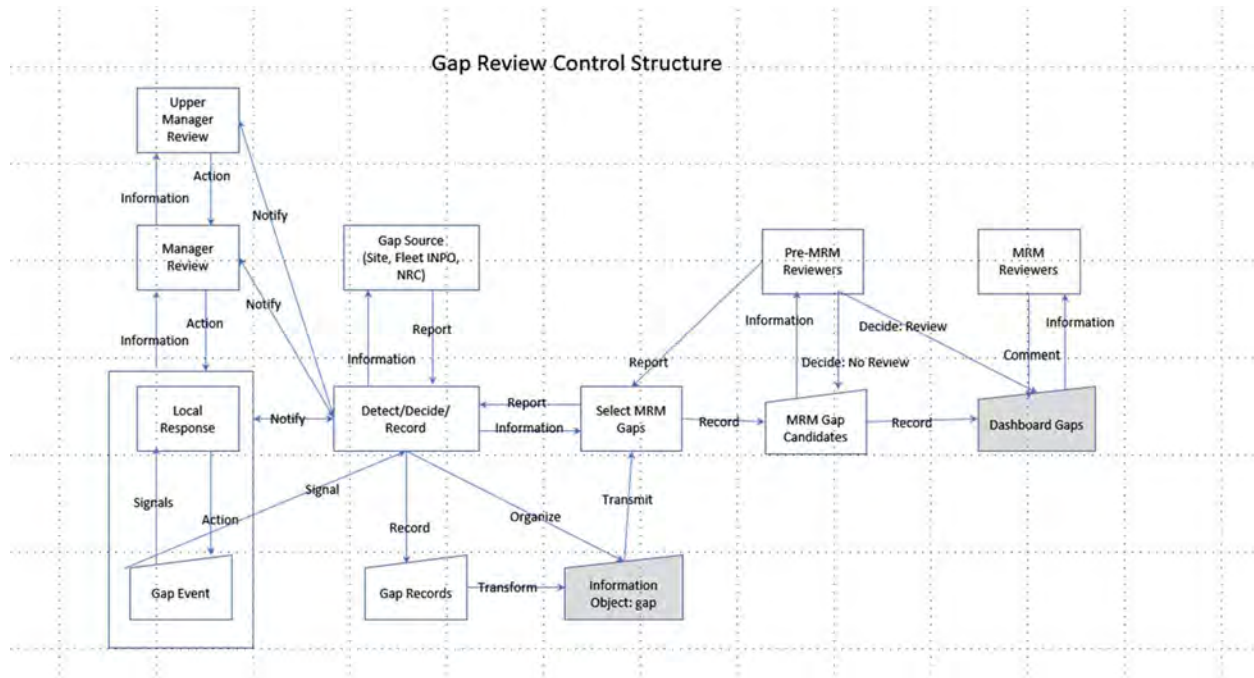 Gap Review Control Structure
Upper
Manager
Review
Action
Information
Notify
Manager
Review
Gap Source
(Site, Fleet INPO,
NRC)
Pre-MRM
Reviewers
MRM
Reviewers
Notify
Action
Report
Information
Information
Decide: Review
Information
Information
Report
Decide: No Review
Comment
Local
Response
Notify
Detect/Decide/
Record
Report
Information
Select MRM
Gaps
Record
MRM Gap
Candidates
Record
Dashboard Gaps
Signals
Signal
Action
Record
Organize
Transmit
Gap Event
Gap Records
Transform
Information
Object: gap